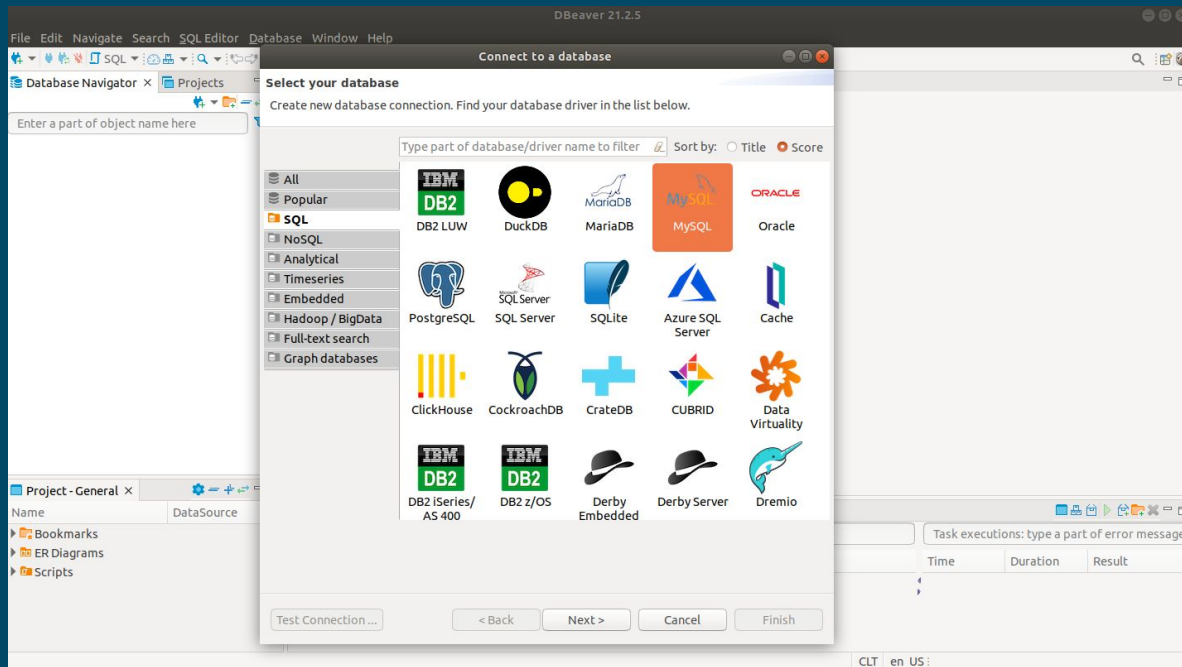 DBeaver 21.2.5
File Edit Navigate Search SQL Editor Database Window Help
SQL
Database Navigator Projects
Enter a part of object name here
Connect to a database
Select your database
Create new database connection. Find your database driver in the list below.
Type part of database/driver name to filter Sort by: Title Score
All
Popular
SQL
NoSQL
Analytical
Timeseries
Embedded
Hadoop / BigData
Full-text search
Graph databases
IBM DB2
DB2 LUW
DuckDB
MariaDB
MariaDB
MySQL
MySQL
ORACLE
Oracle
PostgreSQL
Microsoft SQL Server
SQL Server
SQLite
Azure SQL
Server
Cache
ClickHouse
CockroachDB
CrateDB
CUBRID
Data
Virtuality
IBM DB2
DB2 iSeries/
AS 400
IBM DB2
DB2 z/OS
Derby
Embedded
Derby Server
Dremio
Test Connection ... < Back Next > Cancel Finish
Project - General
Name DataSource
Bookmarks
ER Diagrams
Scripts
Task executions: type a part of error message
Time Duration Result
CLT en US